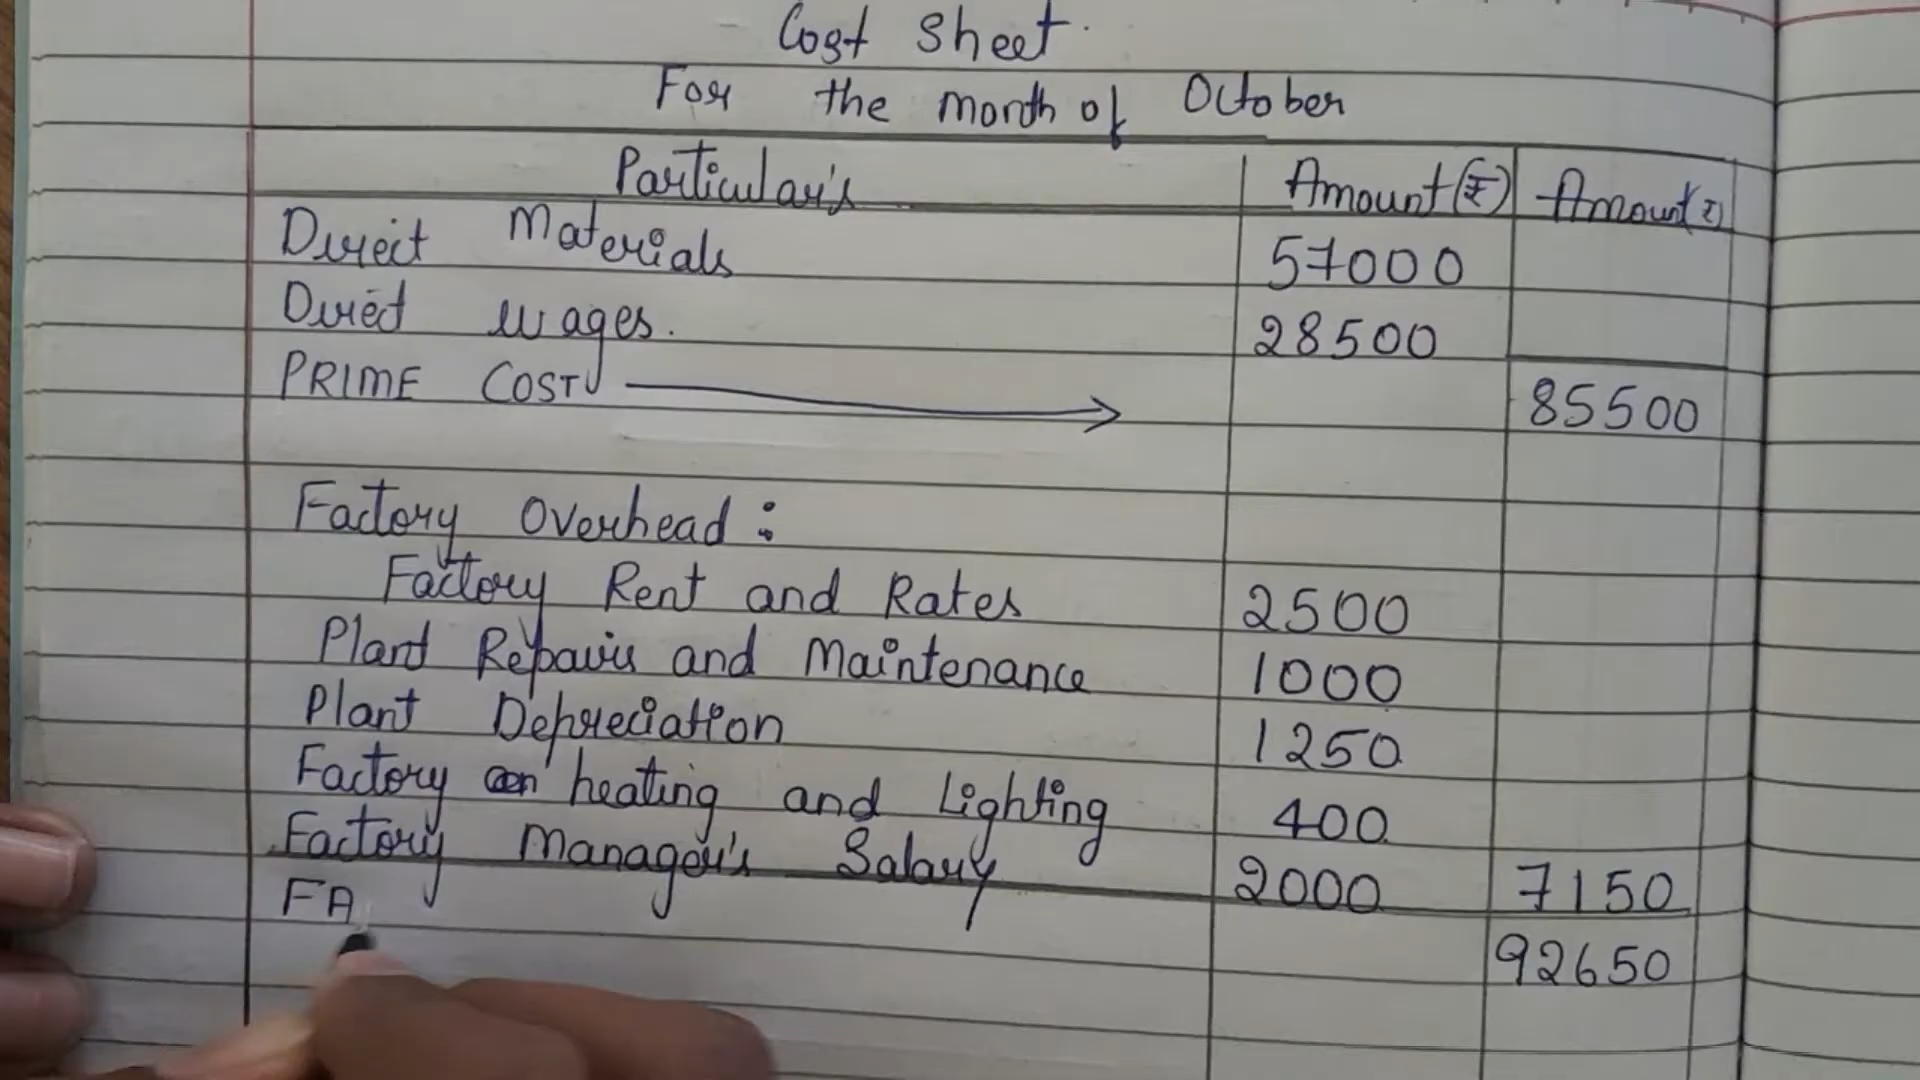 Cost Sheet
For the month of October
Particular's Amount (₹) Amount (₹)
Direct Materials 57000
Direct wages. 28500
PRIME COST 85500
Factory Overhead :
Factory Rent and Rates 2500
Plant Repairs and Maintenance 1000
Plant Depreciation 1250
Factory heating and Lighting 400
Factory Manager's Salary 2000 7150
FA
92650